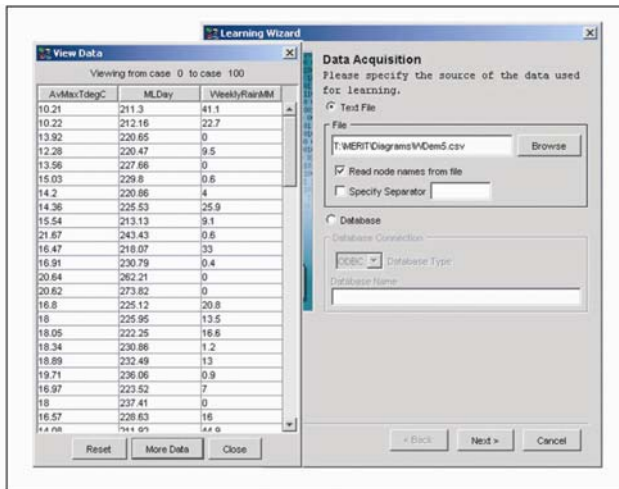 Learning Wizard
View Data
Viewing from case 0 to case 100
AvMaxTdegC MLDay WeeklyRainMM
10.21 211.3 41.1
10.22 212.16 22.7
13.92 220.65 0
12.28 220.47 9.5
13.56 227.66 0
15.03 229.8 0.6
14.2 220.86 4
14.36 225.53 25.9
15.54 213.13 9.1
21.67 243.43 0.6
16.47 218.07 33
16.91 230.79 0.4
20.64 262.21 0
20.62 273.82 0
16.8 225.12 20.8
18 225.95 13.5
18.05 222.25 16.6
18.34 230.86 1.2
18.89 232.49 13
19.71 236.06 0.9
16.97 223.52 7
18 237.41 0
16.57 228.63 16
14.08 211.92 44.9
Reset More Data Close
Data Acquisition
Please specify the source of the data used
for learning.
Text File
File
Browse
Read node names from file
Specify Separator
Database
Database Connection
ODBC Database Type
Database Name
< Back Next > Cancel